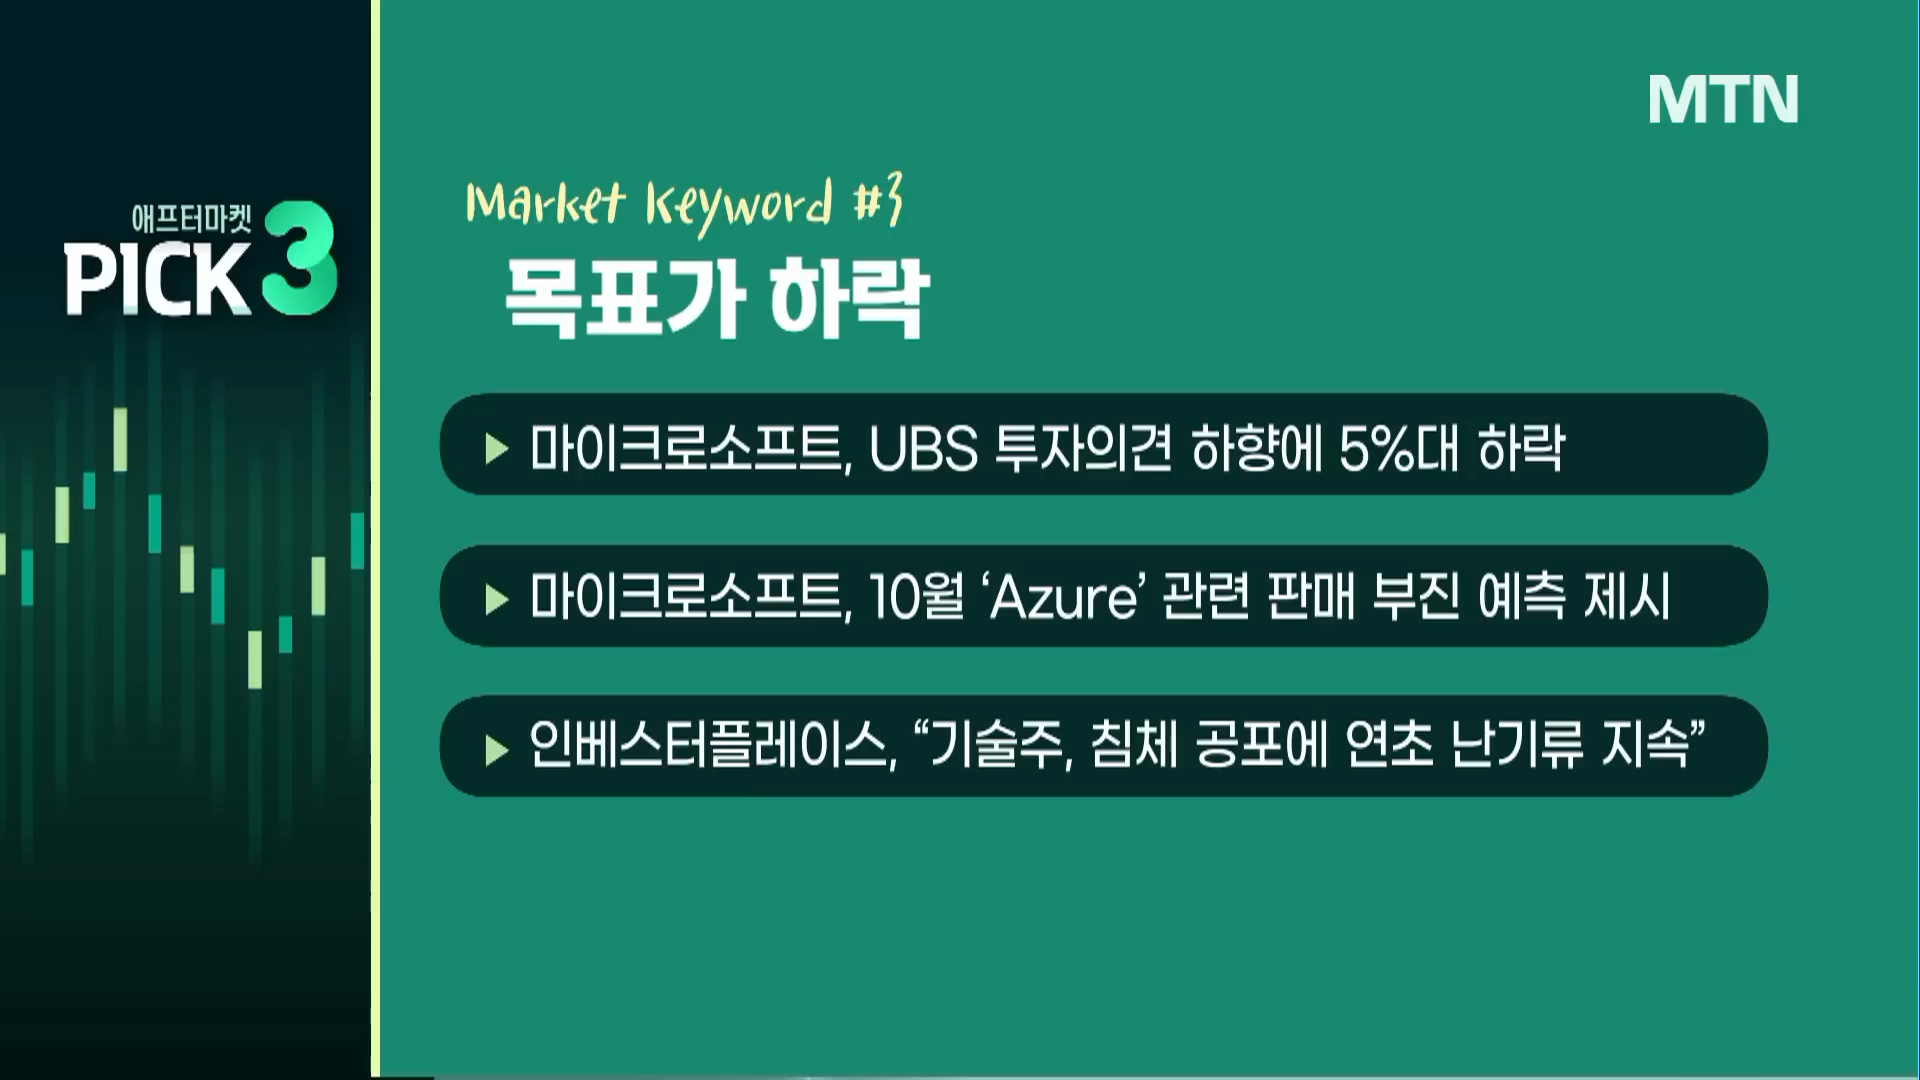 애프터마켓
PICK 3
MTN
Market Keyword #3
목표가 하락
마이크로소프트, UBS 투자의견 하향에 5%대 하락
마이크로소프트, 10월 ‘Azure’ 관련 판매 부진 예측 제시
인베스터플레이스, “기술주, 침체 공포에 연초 난기류 지속”